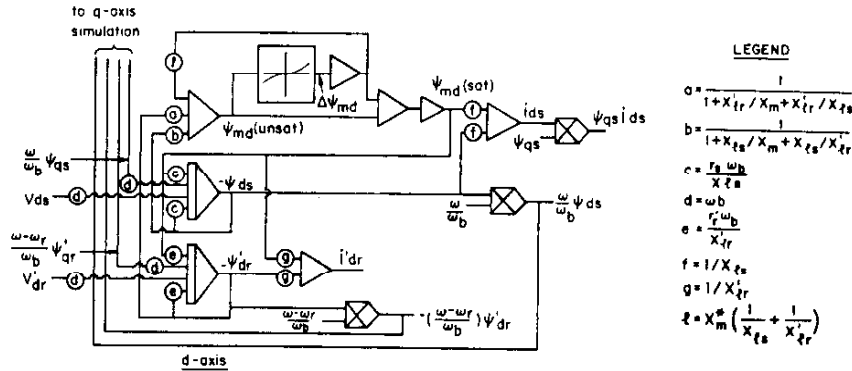 to q-axis
simulation
ℓ
a
b
ψmd(unsat)
Δψmd
ψmd(sat)
f
f
ids
ψqs
ψqs ids
ω/ωb ψqs
d
Vds d
c
c
-ψds
ω/ωb
ω/ωb ψds
(ω-ωr)/ωb ψ'qr
d
V'dr d
e
e
-ψ'dr
g
g
i'dr
(ω-ωr)/ωb
-((ω-ωr)/ωb)ψ'dr
d-axis
LEGEND
a = 1/(1+X'ℓr/Xm+X'ℓr/Xℓs)
b = 1/(1+Xℓs/Xm+Xℓs/X'ℓr)
c = rs ωb/Xℓs
d = ωb
e = r'r ωb/X'ℓr
f = 1/Xℓs
g = 1/X'ℓr
ℓ = X*m (1/Xℓs + 1/X'ℓr)